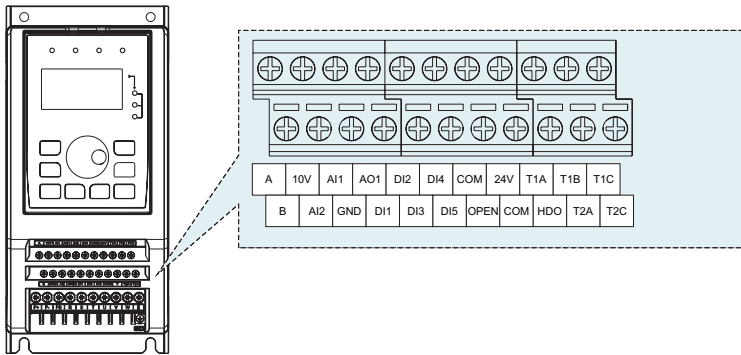 A 10V AI1 AO1 DI2 DI4 COM 24V T1A T1B T1C
B AI2 GND DI1 DI3 DI5 OPEN COM HDO T2A T2C